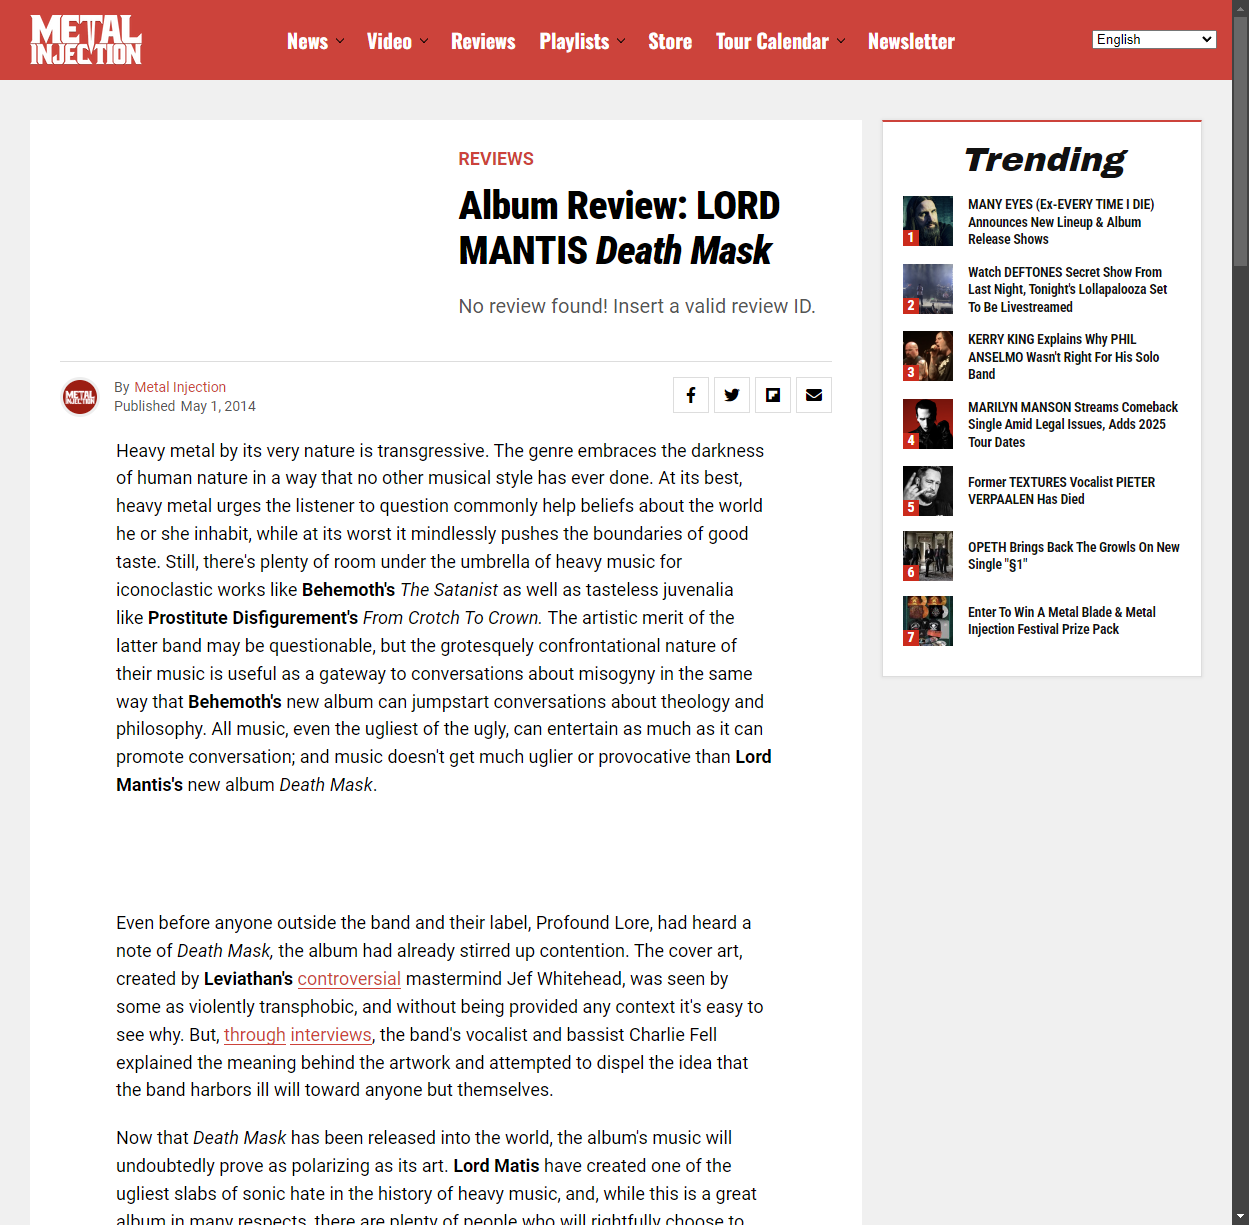 METAL INJECTION
News
Video
Reviews
Playlists
Store
Tour Calendar
Newsletter
English
REVIEWS
Album Review: LORD
MANTIS Death Mask
No review found! Insert a valid review ID.
METAL INJECTION
By Metal Injection
Published May 1, 2014
Heavy metal by its very nature is transgressive. The genre embraces the darkness
of human nature in a way that no other musical style has ever done. At its best,
heavy metal urges the listener to question commonly help beliefs about the world
he or she inhabit, while at its worst it mindlessly pushes the boundaries of good
taste. Still, there's plenty of room under the umbrella of heavy music for
iconoclastic works like Behemoth's The Satanist as well as tasteless juvenalia
like Prostitute Disfigurement's From Crotch To Crown. The artistic merit of the
latter band may be questionable, but the grotesquely confrontational nature of
their music is useful as a gateway to conversations about misogyny in the same
way that Behemoth's new album can jumpstart conversations about theology and
philosophy. All music, even the ugliest of the ugly, can entertain as much as it can
promote conversation; and music doesn't get much uglier or provocative than Lord
Mantis's new album Death Mask.
Even before anyone outside the band and their label, Profound Lore, had heard a
note of Death Mask, the album had already stirred up contention. The cover art,
created by Leviathan's controversial mastermind Jef Whitehead, was seen by
some as violently transphobic, and without being provided any context it's easy to
see why. But, through interviews, the band's vocalist and bassist Charlie Fell
explained the meaning behind the artwork and attempted to dispel the idea that
the band harbors ill will toward anyone but themselves.
Now that Death Mask has been released into the world, the album's music will
undoubtedly prove as polarizing as its art. Lord Matis have created one of the
ugliest slabs of sonic hate in the history of heavy music, and, while this is a great
album in many respects, there are plenty of people who will rightfully choose to
Trending
1
MANY EYES (Ex-EVERY TIME I DIE)
Announces New Lineup & Album
Release Shows
2
Watch DEFTONES Secret Show From
Last Night, Tonight's Lollapalooza Set
To Be Livestreamed
3
KERRY KING Explains Why PHIL
ANSELMO Wasn't Right For His Solo
Band
4
MARILYN MANSON Streams Comeback
Single Amid Legal Issues, Adds 2025
Tour Dates
5
Former TEXTURES Vocalist PIETER
VERPAALEN Has Died
6
OPETH Brings Back The Growls On New
Single "§1"
7
Enter To Win A Metal Blade & Metal
Injection Festival Prize Pack